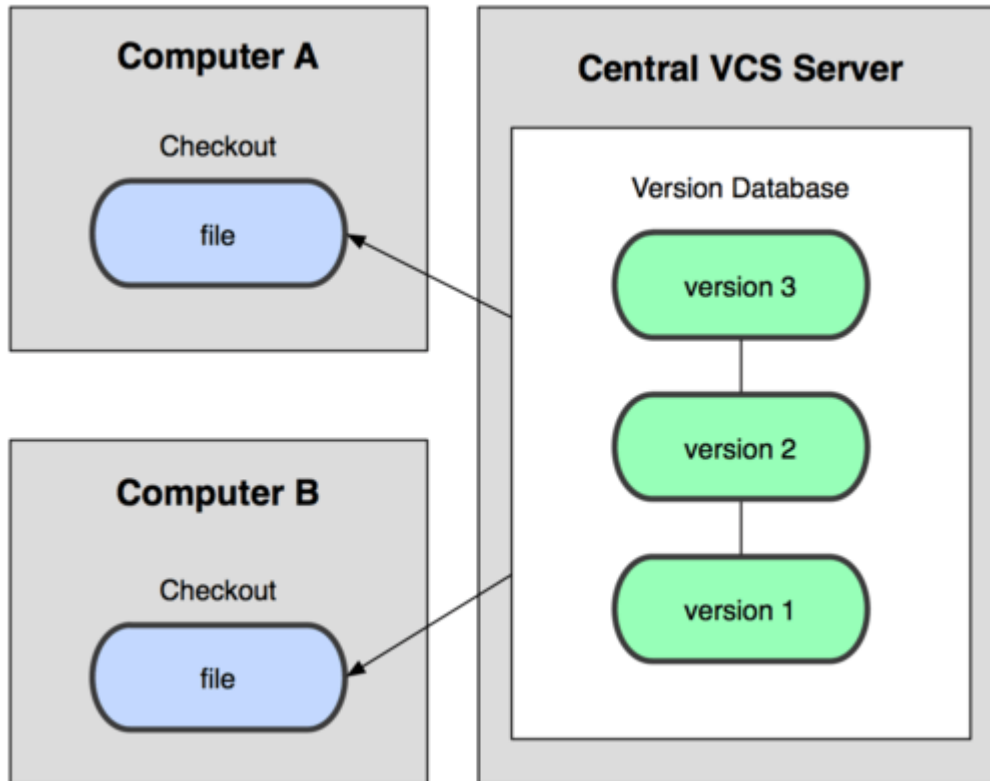 Computer A
Checkout
file
Computer B
Checkout
file
Central VCS Server
Version Database
version 3
version 2
version 1